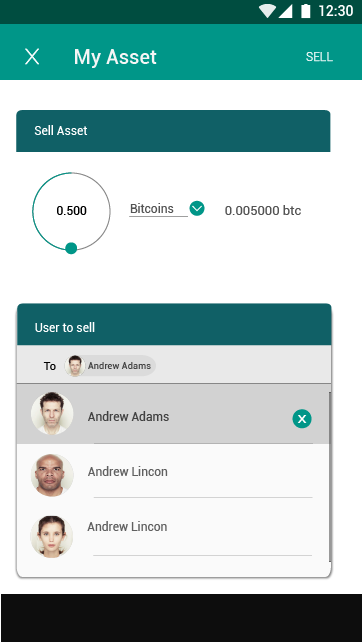 12:30
X My Asset SELL
Sell Asset
0.500 Bitcoins 0.005000 btc
User to sell
To Andrew Adams
Andrew Adams X
Andrew Lincon
Andrew Lincon